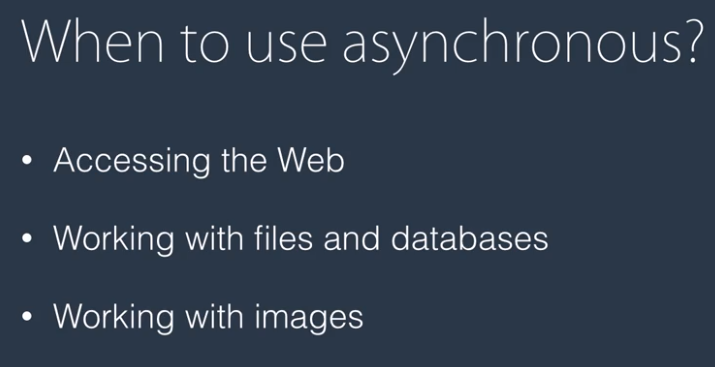 When to use asynchronous?
• Accessing the Web
• Working with files and databases
• Working with images